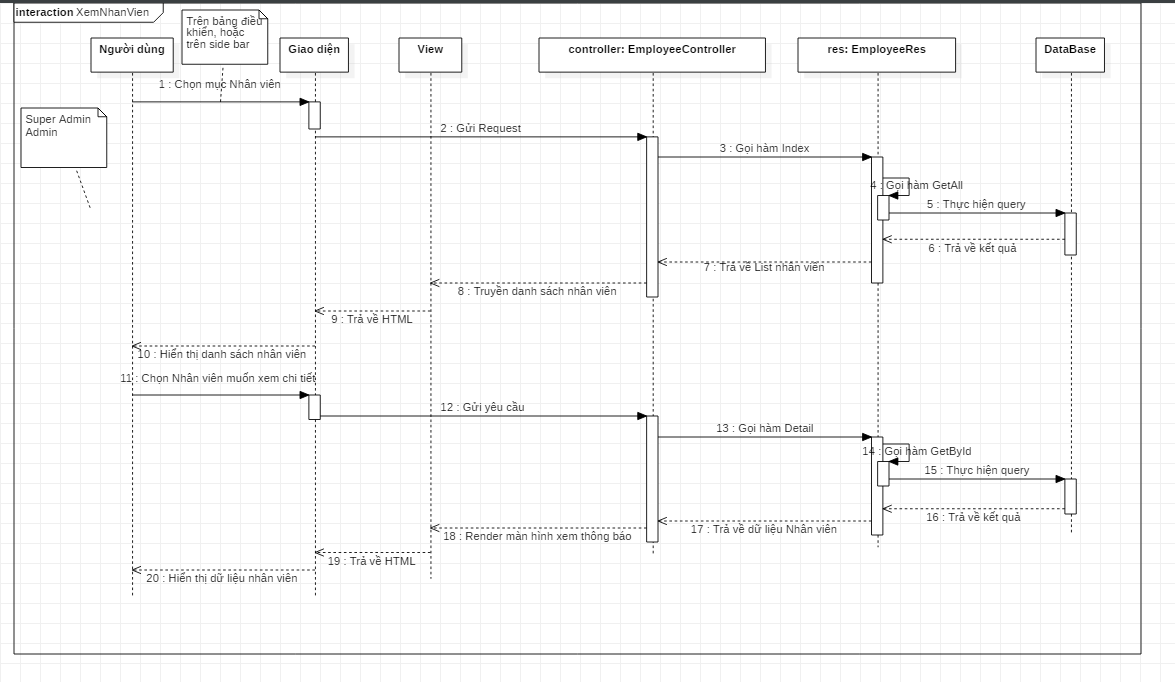 interaction XemNhanVien
Trên bảng điều
khiển, hoặc
trên side bar
Người dùng
Giao diện
View
controller: EmployeeController
res: EmployeeRes
DataBase
1 : Chọn mục Nhân viên
Super Admin
Admin
2 : Gửi Request
3 : Gọi hàm Index
4 : Gọi hàm GetAll
5 : Thực hiện query
6 : Trả về kết quả
7 : Trả về List nhân viên
8 : Truyền danh sách nhân viên
9 : Trả về HTML
10 : Hiển thị danh sách nhân viên
11 : Chọn Nhân viên muốn xem chi tiết
12 : Gửi yêu cầu
13 : Gọi hàm Detail
14 : Gọi hàm GetById
15 : Thực hiện query
16 : Trả về kết quả
17 : Trả về dữ liệu Nhân viên
18 : Render màn hình xem thông báo
19 : Trả về HTML
20 : Hiển thị dữ liệu nhân viên